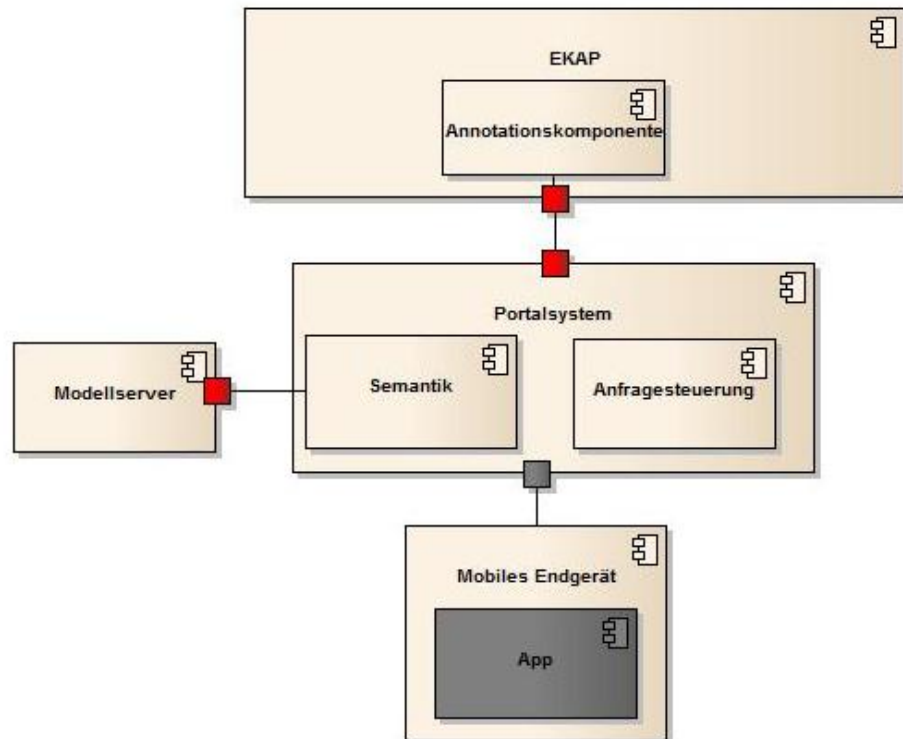 EKAP
Annotationskomponente
Portalsystem
Modellserver
Semantik
Anfragesteuerung
Mobiles Endgerät
App